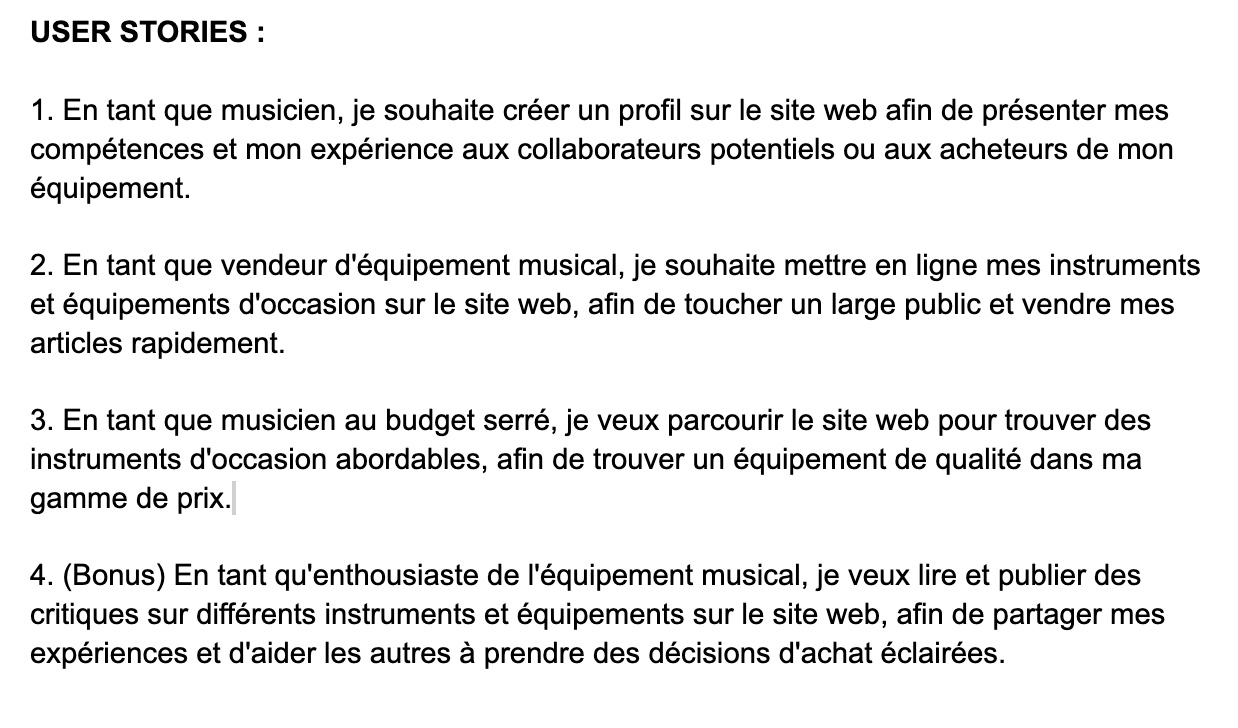 USER STORIES :
1. En tant que musicien, je souhaite créer un profil sur le site web afin de présenter mes
compétences et mon expérience aux collaborateurs potentiels ou aux acheteurs de mon
équipement.
2. En tant que vendeur d'équipement musical, je souhaite mettre en ligne mes instruments
et équipements d'occasion sur le site web, afin de toucher un large public et vendre mes
articles rapidement.
3. En tant que musicien au budget serré, je veux parcourir le site web pour trouver des
instruments d'occasion abordables, afin de trouver un équipement de qualité dans ma
gamme de prix.
4. (Bonus) En tant qu'enthousiaste de l'équipement musical, je veux lire et publier des
critiques sur différents instruments et équipements sur le site web, afin de partager mes
expériences et d'aider les autres à prendre des décisions d'achat éclairées.